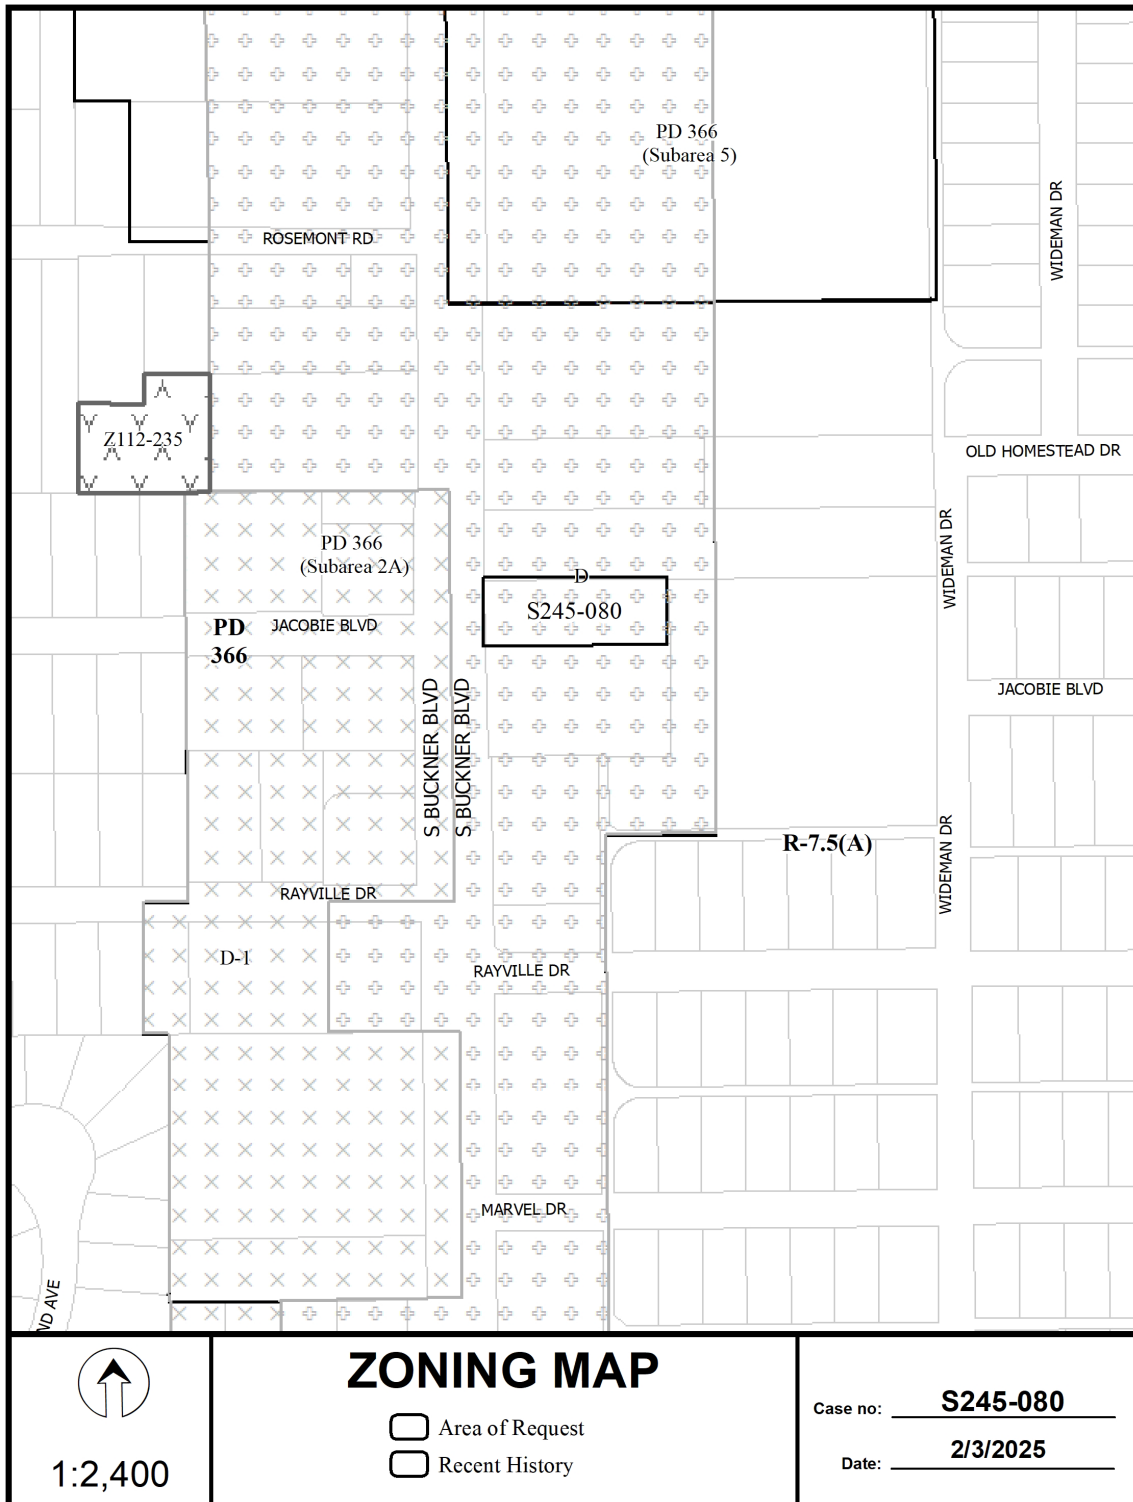 PD 366
(Subarea 5)
WIDEMAN DR
ROSEMONT RD
Z112-235
OLD HOMESTEAD DR
PD 366
(Subarea 2A)
WIDEMAN DR
D
S245-080
PD
366
JACOBIE BLVD
JACOBIE BLVD
S BUCKNER BLVD
S BUCKNER BLVD
R-7.5(A)
WIDEMAN DR
RAYVILLE DR
D-1
RAYVILLE DR
MARVEL DR
ND AVE
1:2,400
ZONING MAP
Area of Request
Recent History
Case no: S245-080
Date: 2/3/2025